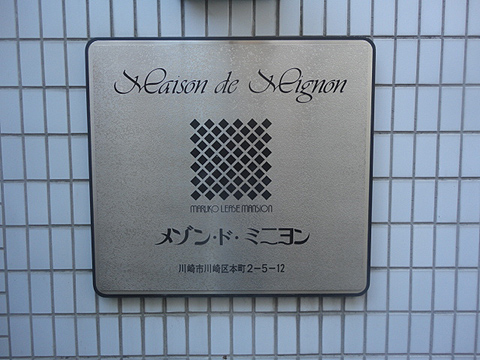 Maison de Mignon
MARUKO LEASE MANSION
メゾン・ド・ミニヨン
川崎市川崎区本町2-5-12